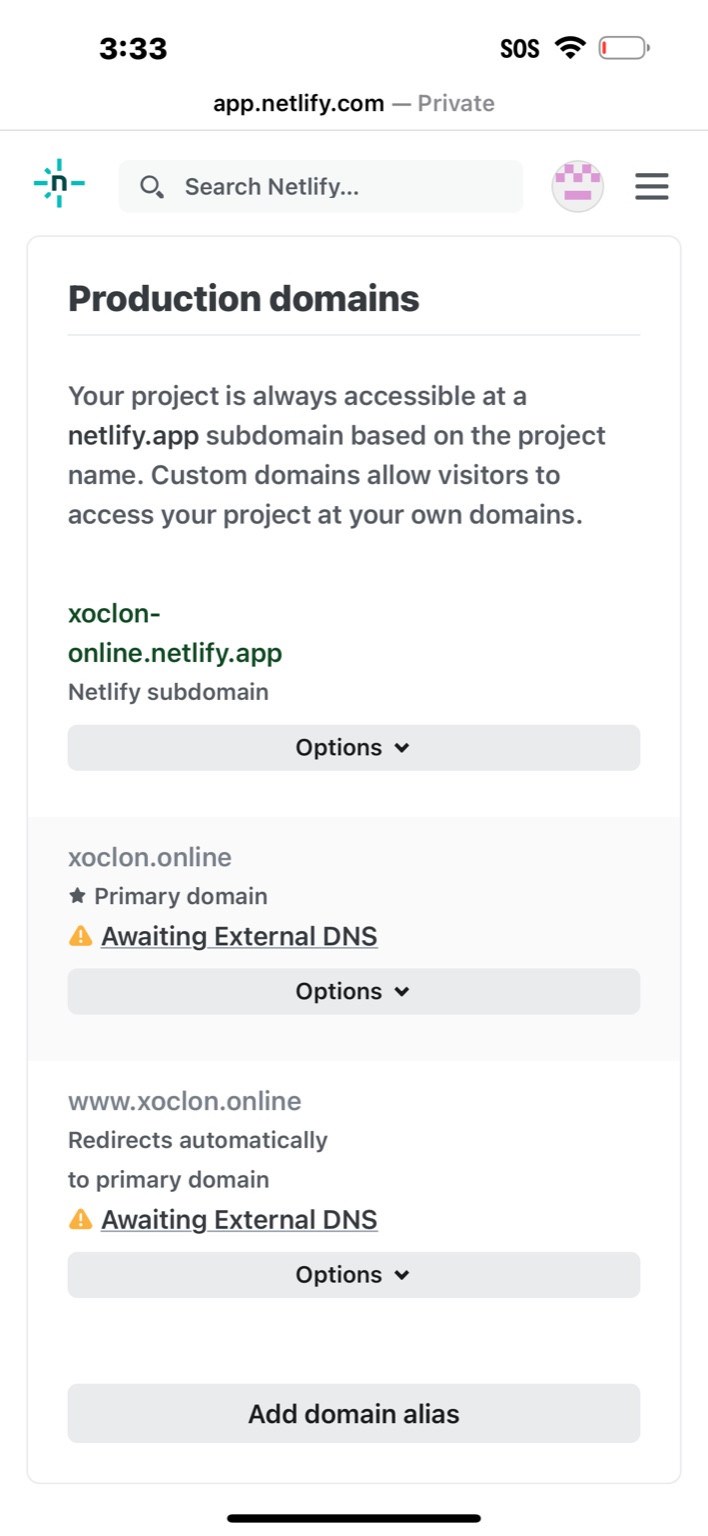 3:33
SOS
app.netlify.com — Private
n
Search Netlify...
Production domains
Your project is always accessible at a
netlify.app subdomain based on the project
name. Custom domains allow visitors to
access your project at your own domains.
xoclon-
online.netlify.app
Netlify subdomain
Options
xoclon.online
Primary domain
Awaiting External DNS
Options
www.xoclon.online
Redirects automatically
to primary domain
Awaiting External DNS
Options
Add domain alias